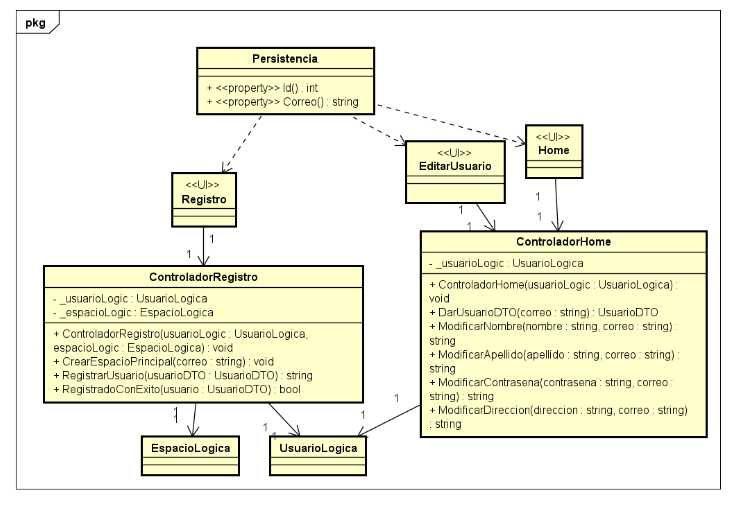 pkg
Persistencia
+ <<property>> Id() : int
+ <<property>> Correo() : string
<<UI>>
Home
<<UI>>
EditarUsuario
<<UI>>
Registro
1
1
1
1
1
1
ControladorHome
- _usuarioLogic : UsuarioLogica
+ ControladorHome(usuarioLogic : UsuarioLogica) :
void
+ DarUsuarioDTO(correo : string) : UsuarioDTO
+ ModificarNombre(nombre : string, correo : string) :
string
+ ModificarApellido(apellido : string, correo : string) :
string
+ ModificarContrasena(contrasena : string, correo :
string) : string
+ ModificarDireccion(direccion : string, correo : string)
: string
ControladorRegistro
- _usuarioLogic : UsuarioLogica
- _espacioLogic : EspacioLogica
+ ControladorRegistro(usuarioLogic : UsuarioLogica,
espacioLogic : EspacioLogica) : void
+ CrearEspacioPrincipal(correo : string) : void
+ RegistrarUsuario(usuarioDTO : UsuarioDTO) : string
+ RegistradoConExito(usuario : UsuarioDTO) : bool
1
1
1
1
1
1
EspacioLogica
UsuarioLogica